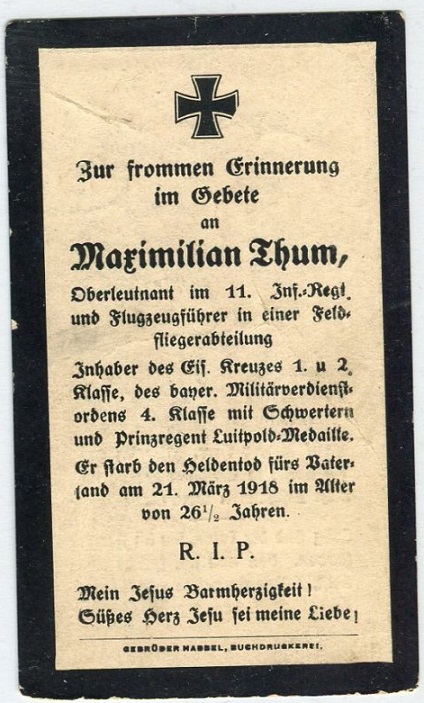 Zur frommen Erinnerung
im Gebete
an
Maximilian Thum,
Oberleutnant im 11. Inf.-Regt.
und Flugzeugführer in einer Feld-
fliegerabteilung
Inhaber des Eis. Kreuzes 1. u 2.
Klasse, des bayer. Militärverdienst-
ordens 4. Klasse mit Schwertern
und Prinzregent Luitpold-Medaille.
Er starb den Heldentod fürs Vater-
land am 21. März 1918 im Alter
von 26 1/2 Jahren.
R. I. P.
Mein Jesus Barmherzigkeit!
Süßes Herz Jesu sei meine Liebe!
GEBRÜDER HABBEL, BUCHDRUCKEREI.